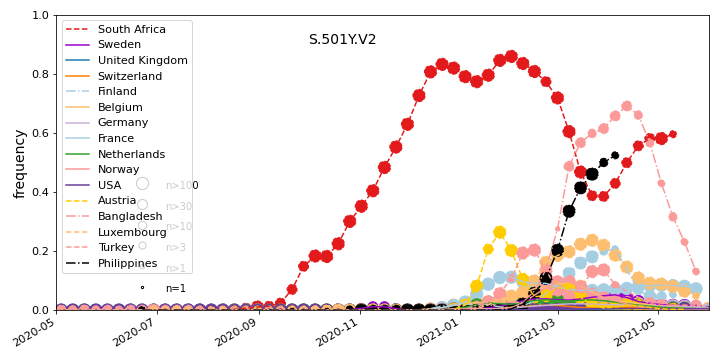 S.501Y.V2
frequency
1.0
0.8
0.6
0.4
0.2
0.0
South Africa
Sweden
United Kingdom
Switzerland
Finland
Belgium
Germany
France
Netherlands
Norway
USA
Austria
Bangladesh
Luxembourg
Turkey
Philippines
n>100
n>30
n>10
n>3
n>1
n=1
2020-05
2020-07
2020-09
2020-11
2021-01
2021-03
2021-05